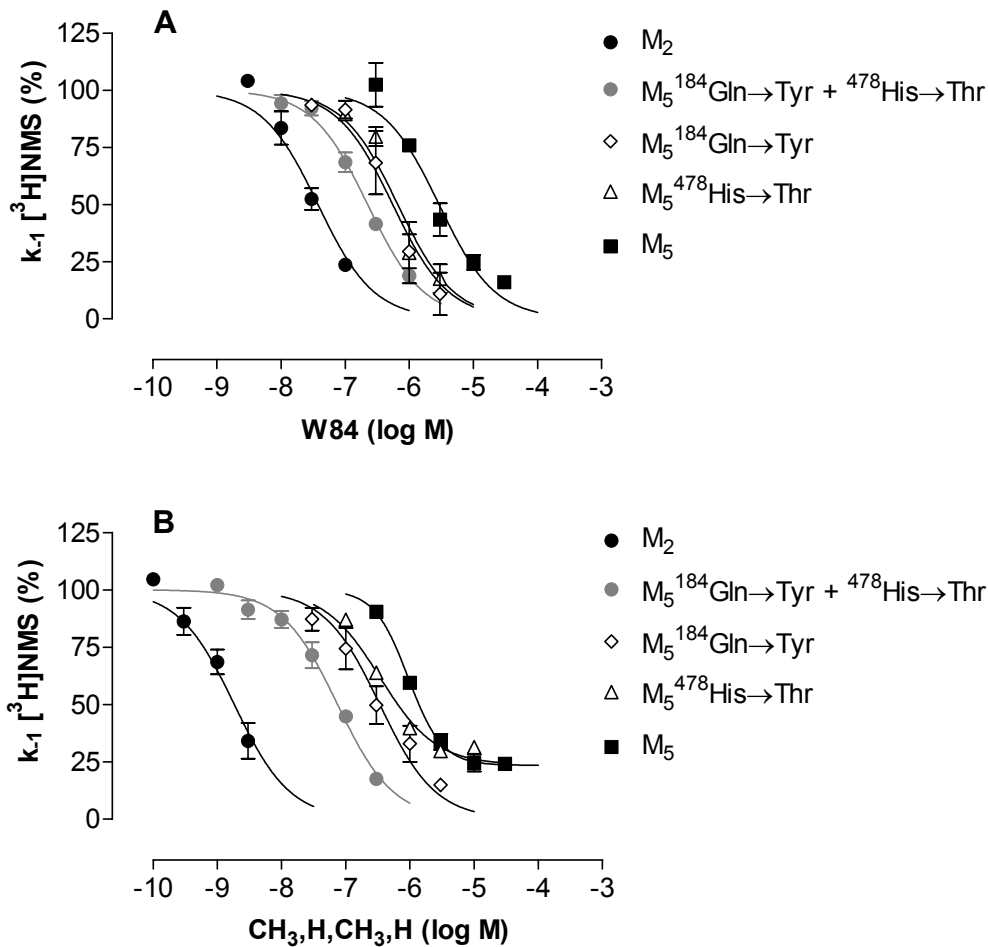 A
k₋₁ [³H]NMS (%)
125
100
75
50
25
0
-10 -9 -8 -7 -6 -5 -4 -3
W84 (log M)
M₂
M₅¹⁸⁴Gln→Tyr + ⁴⁷⁸His→Thr
M₅¹⁸⁴Gln→Tyr
M₅⁴⁷⁸His→Thr
M₅
B
k₋₁ [³H]NMS (%)
125
100
75
50
25
0
-10 -9 -8 -7 -6 -5 -4 -3
CH₃,H,CH₃,H (log M)
M₂
M₅¹⁸⁴Gln→Tyr + ⁴⁷⁸His→Thr
M₅¹⁸⁴Gln→Tyr
M₅⁴⁷⁸His→Thr
M₅